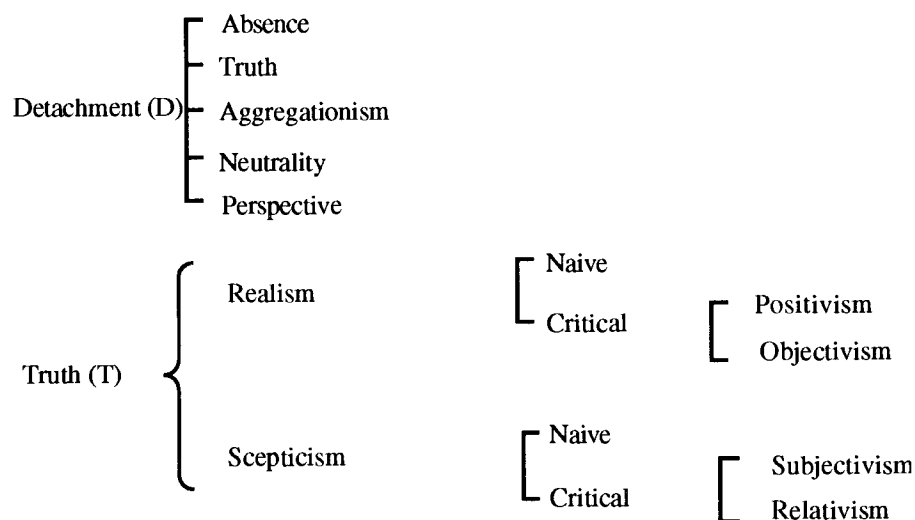 Absence
Truth
Detachment (D)
Aggregationism
Neutrality
Perspective
Naive
Realism
Positivism
Critical
Objectivism
Truth (T)
Naive
Scepticism
Subjectivism
Critical
Relativism